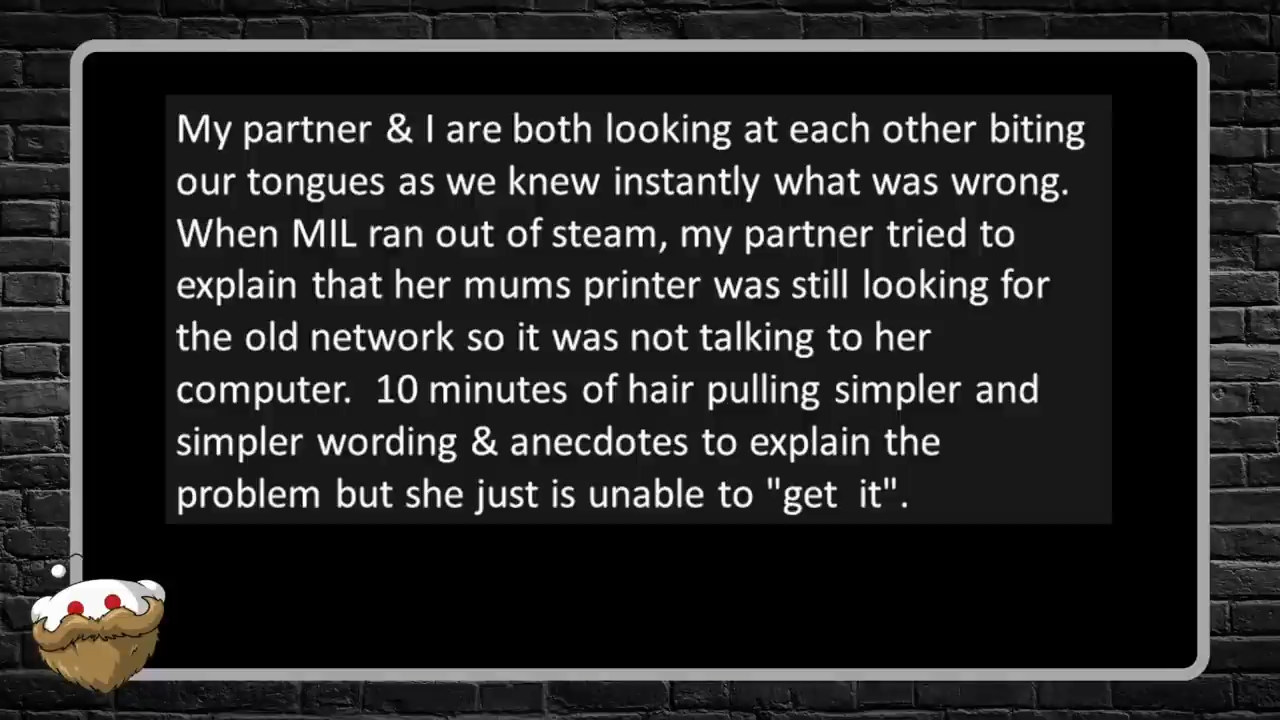 My partner & I are both looking at each other biting
our tongues as we knew instantly what was wrong.
When MIL ran out of steam, my partner tried to
explain that her mums printer was still looking for
the old network so it was not talking to her
computer.  10 minutes of hair pulling simpler and
simpler wording & anecdotes to explain the
problem but she just is unable to "get  it".